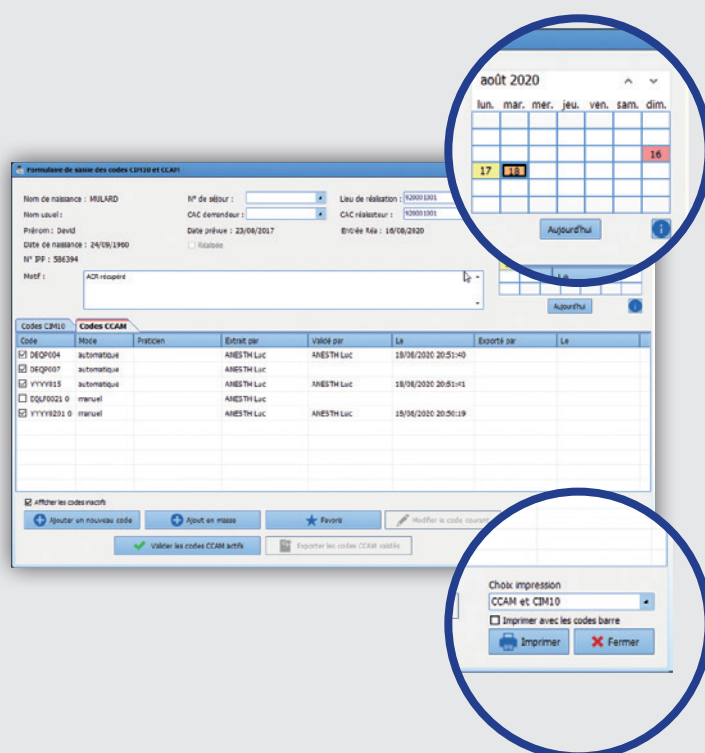 Formulaire de saisie des codes CIM10 et CCAM
Nom de naissance : MULARD
N° de séjour :
Lieu de réalisation : 920001001
Nom usuel :
CAC demandeur :
CAC réalisateur : 920001001
Prénom : David
Date prévue : 23/08/2017
Entrée Réa : 16/08/2020
Date de naissance : 24/09/1960
Réalisée
N° IPP : 586394
Motif :
ACR récupéré
août 2020
lun. mar. mer. jeu. ven. sam. dim.
16
17 18
Aujourd'hui
Le
Aujourd'hui
Codes CIM10 Codes CCAM
Code Mode Praticien Extrait par Validé par Le Exporté par Le
DEQP004 automatique ANESTH Luc ANESTH Luc 18/08/2020 20:51:40
DEQP007 automatique ANESTH Luc
YYYY015 automatique ANESTH Luc ANESTH Luc 18/08/2020 20:51:41
EQLF0021 0 manuel ANESTH Luc
YYYY0201 0 manuel ANESTH Luc ANESTH Luc 18/08/2020 20:50:19
Afficher les codes inactifs
Ajouter un nouveau code Ajout en masse Favoris Modifier le code courant
Valider les codes CCAM actifs Exporter les codes CCAM validés
Choix impression
CCAM et CIM10
Imprimer avec les codes barre
Imprimer Fermer